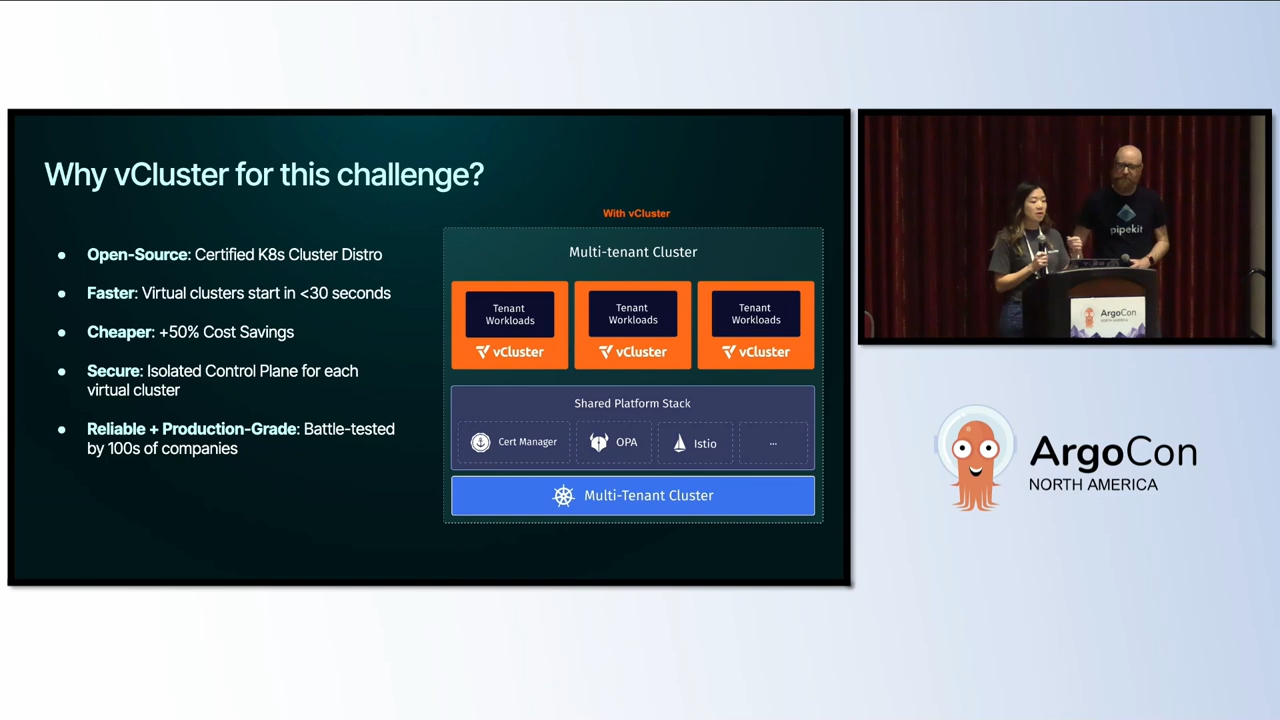 Why vCluster for this challenge?
● Open-Source: Certified K8s Cluster Distro
● Faster: Virtual clusters start in <30 seconds
● Cheaper: +50% Cost Savings
● Secure: Isolated Control Plane for each
virtual cluster
● Reliable + Production-Grade: Battle-tested
by 100s of companies
With vCluster
Multi-tenant Cluster
Tenant
Workloads
vCluster
Tenant
Workloads
vCluster
Tenant
Workloads
vCluster
Shared Platform Stack
Cert Manager
OPA
Istio
...
Multi-Tenant Cluster
pipekit
ArgoCon
NORTH AMERICA
ArgoCon
NORTH AMERICA